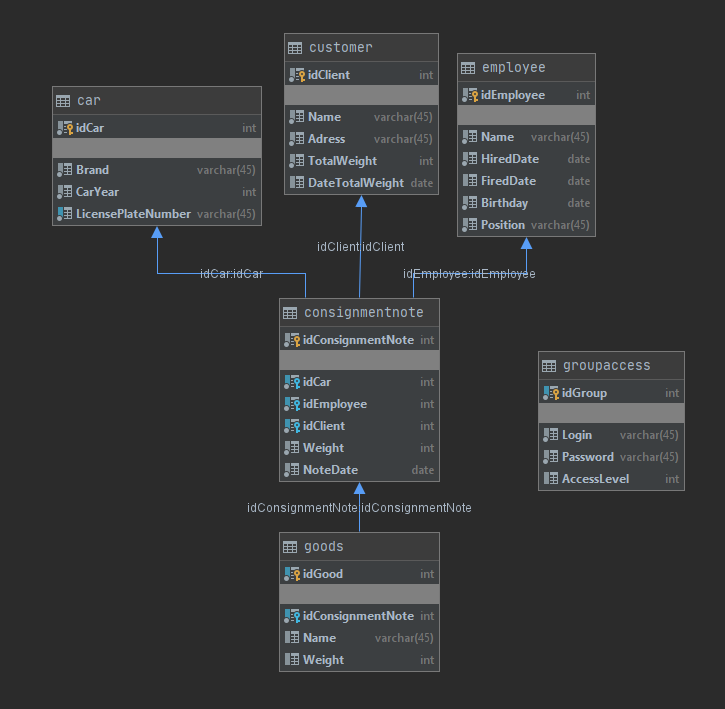 customer
idClient int
Name varchar(45)
Adress varchar(45)
TotalWeight int
DateTotalWeight date
employee
idEmployee int
Name varchar(45)
HiredDate date
FiredDate date
Birthday date
Position varchar(45)
car
idCar int
Brand varchar(45)
CarYear int
LicensePlateNumber varchar(45)
idClient:idClient
idCar:idCar
idEmployee:idEmployee
consignmentnote
idConsignmentNote int
idCar int
idEmployee int
idClient int
Weight int
NoteDate date
groupaccess
idGroup int
Login varchar(45)
Password varchar(45)
AccessLevel int
idConsignmentNote:idConsignmentNote
goods
idGood int
idConsignmentNote int
Name varchar(45)
Weight int